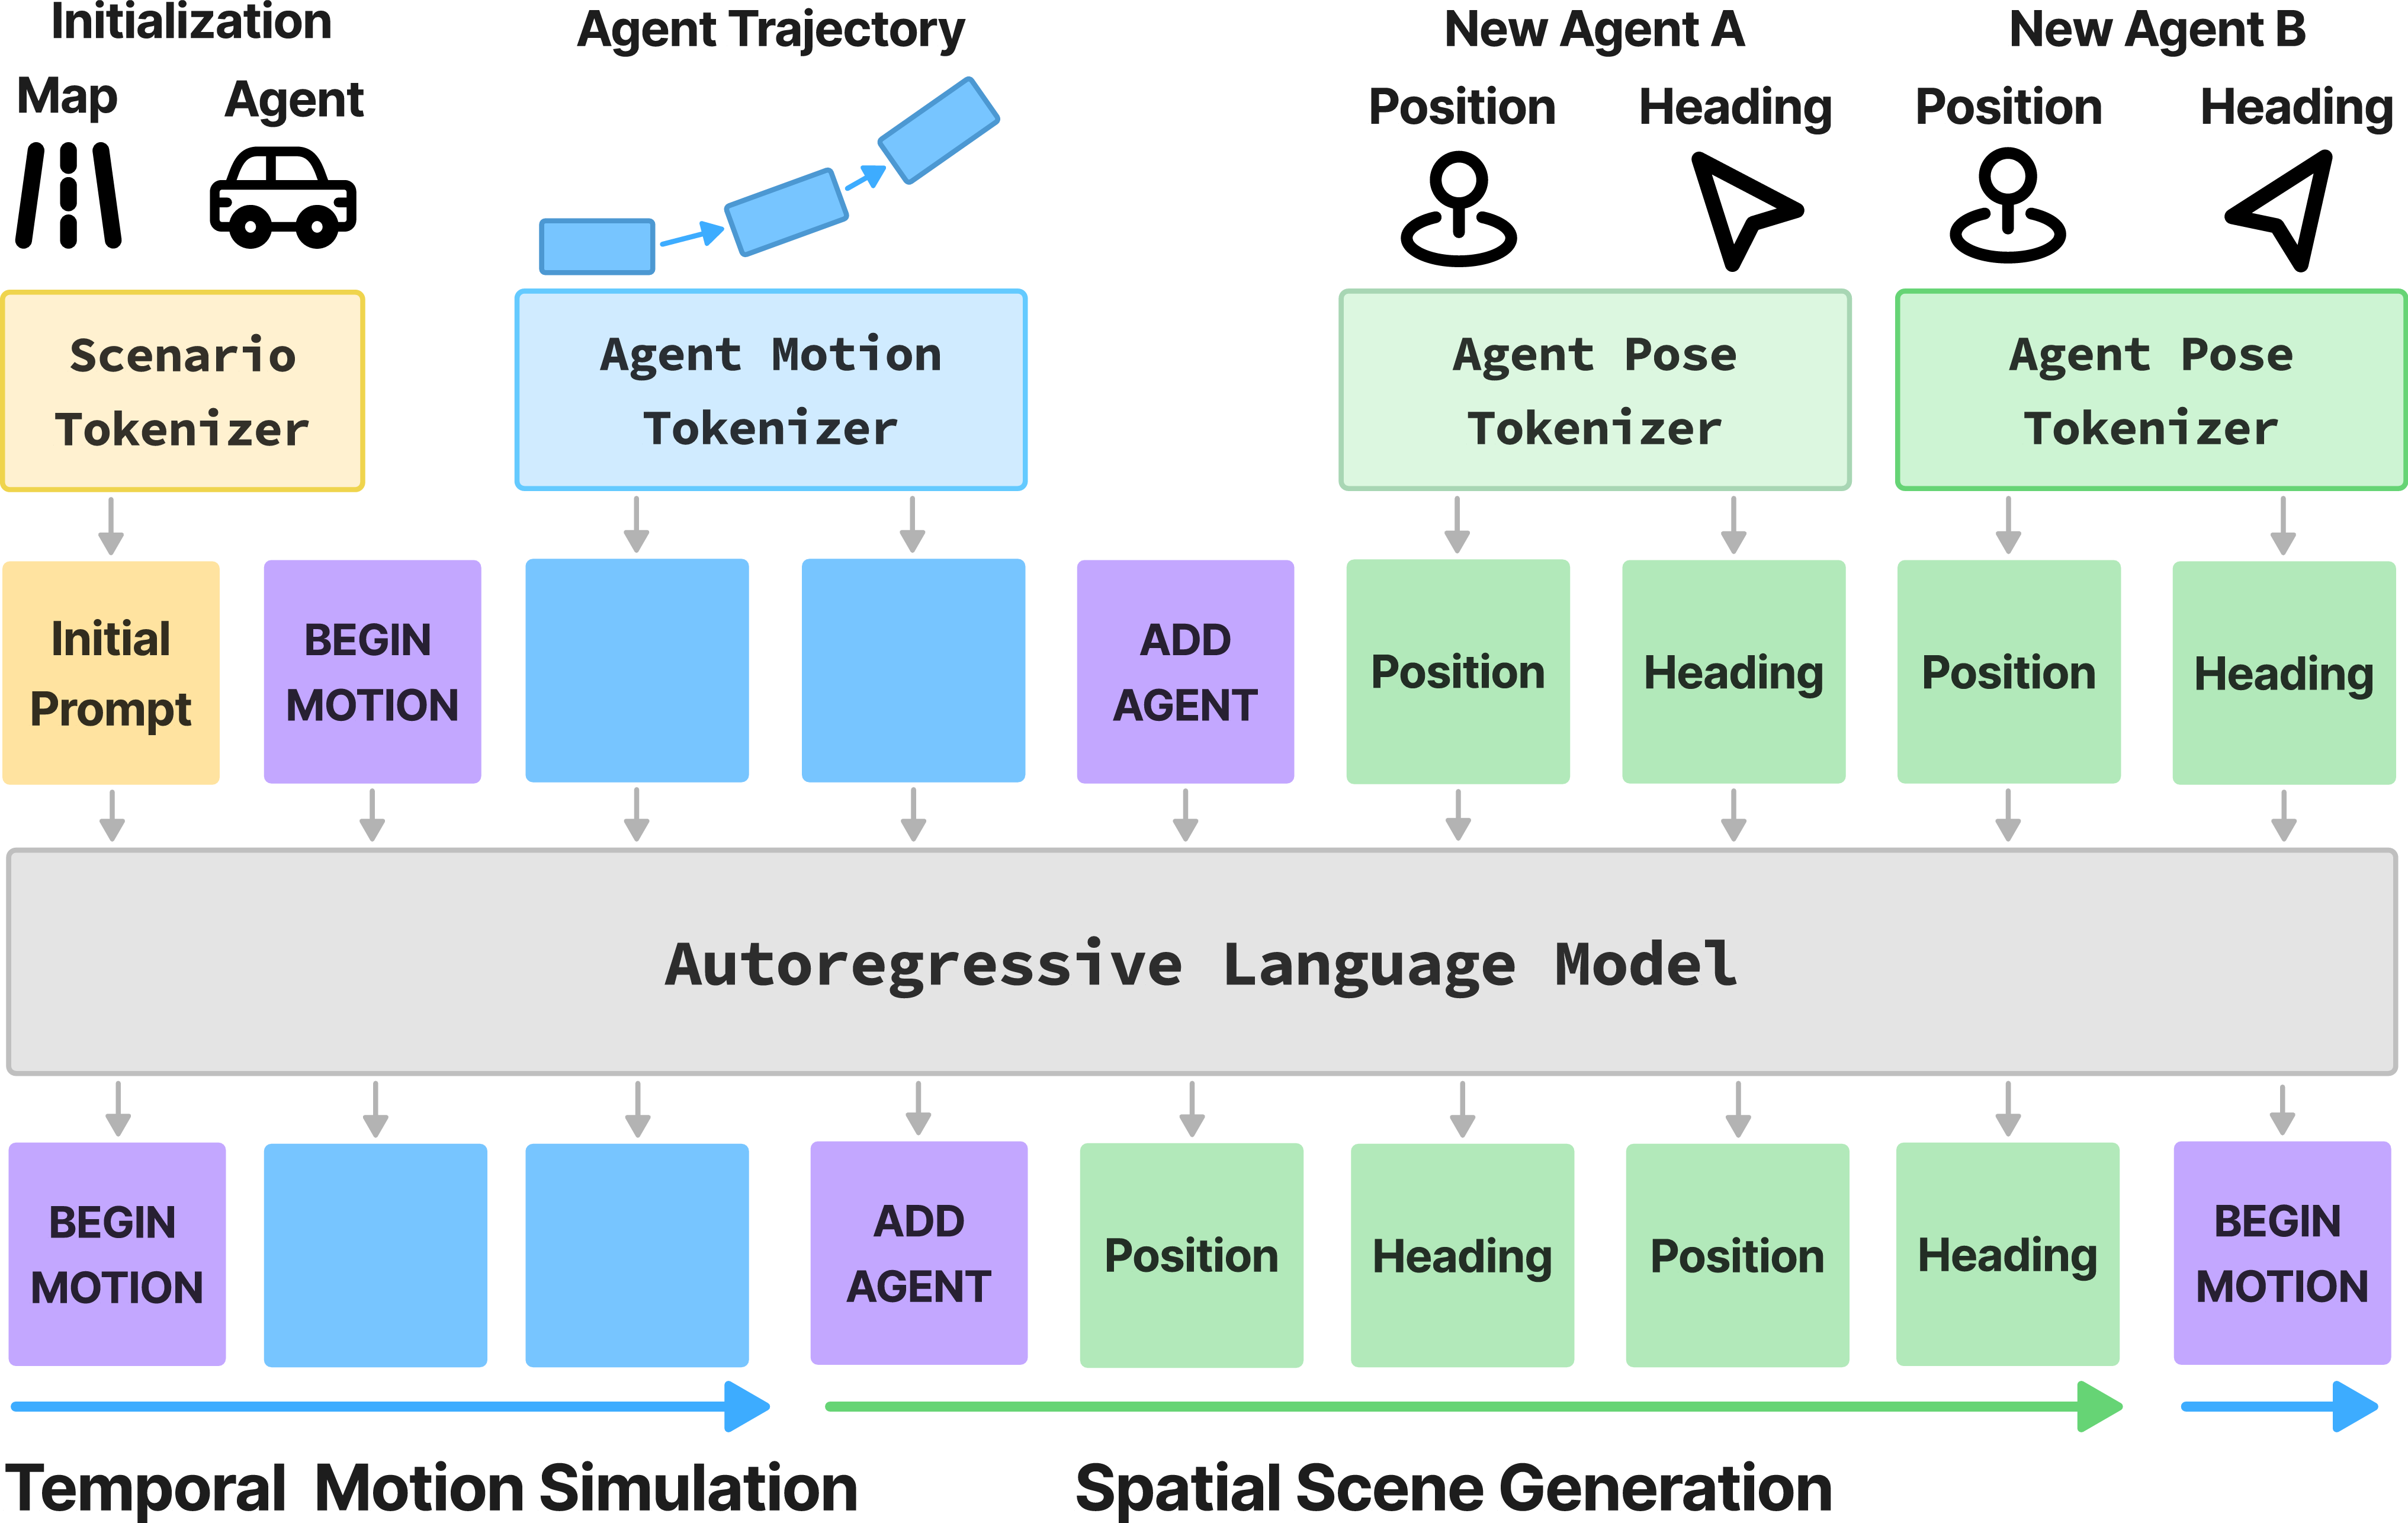 Initialization
Agent Trajectory
New Agent A
New Agent B
Map
Agent
Position
Heading
Position
Heading
Scenario
Tokenizer
Agent Motion
Tokenizer
Agent Pose
Tokenizer
Agent Pose
Tokenizer
Initial
Prompt
BEGIN
MOTION
ADD
AGENT
Position
Heading
Position
Heading
Autoregressive Language Model
BEGIN
MOTION
ADD
AGENT
Position
Heading
Position
Heading
BEGIN
MOTION
Temporal Motion Simulation
Spatial Scene Generation